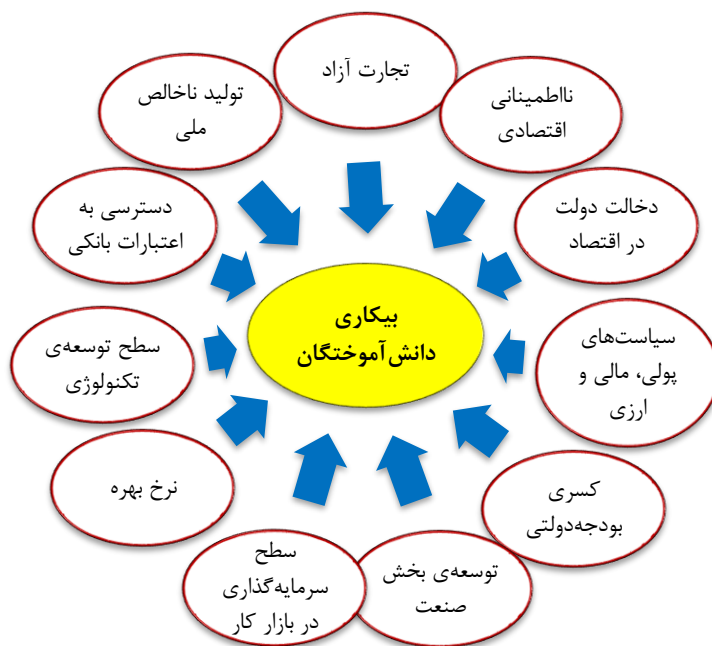 تجارت آزاد
نااطمینانی
اقتصادی
دخالت دولت
در اقتصاد
سیاست‌های
پولی، مالی و
ارزی
کسری
بودجه‌دولتی
توسعه‌ی بخش
صنعت
سطح
سرمایه‌گذاری
در بازار کار
نرخ بهره
سطح توسعه‌ی
تکنولوژی
دسترسی به
اعتبارات بانکی
تولید ناخالص
ملی
بیکاری
دانش‌آموختگان